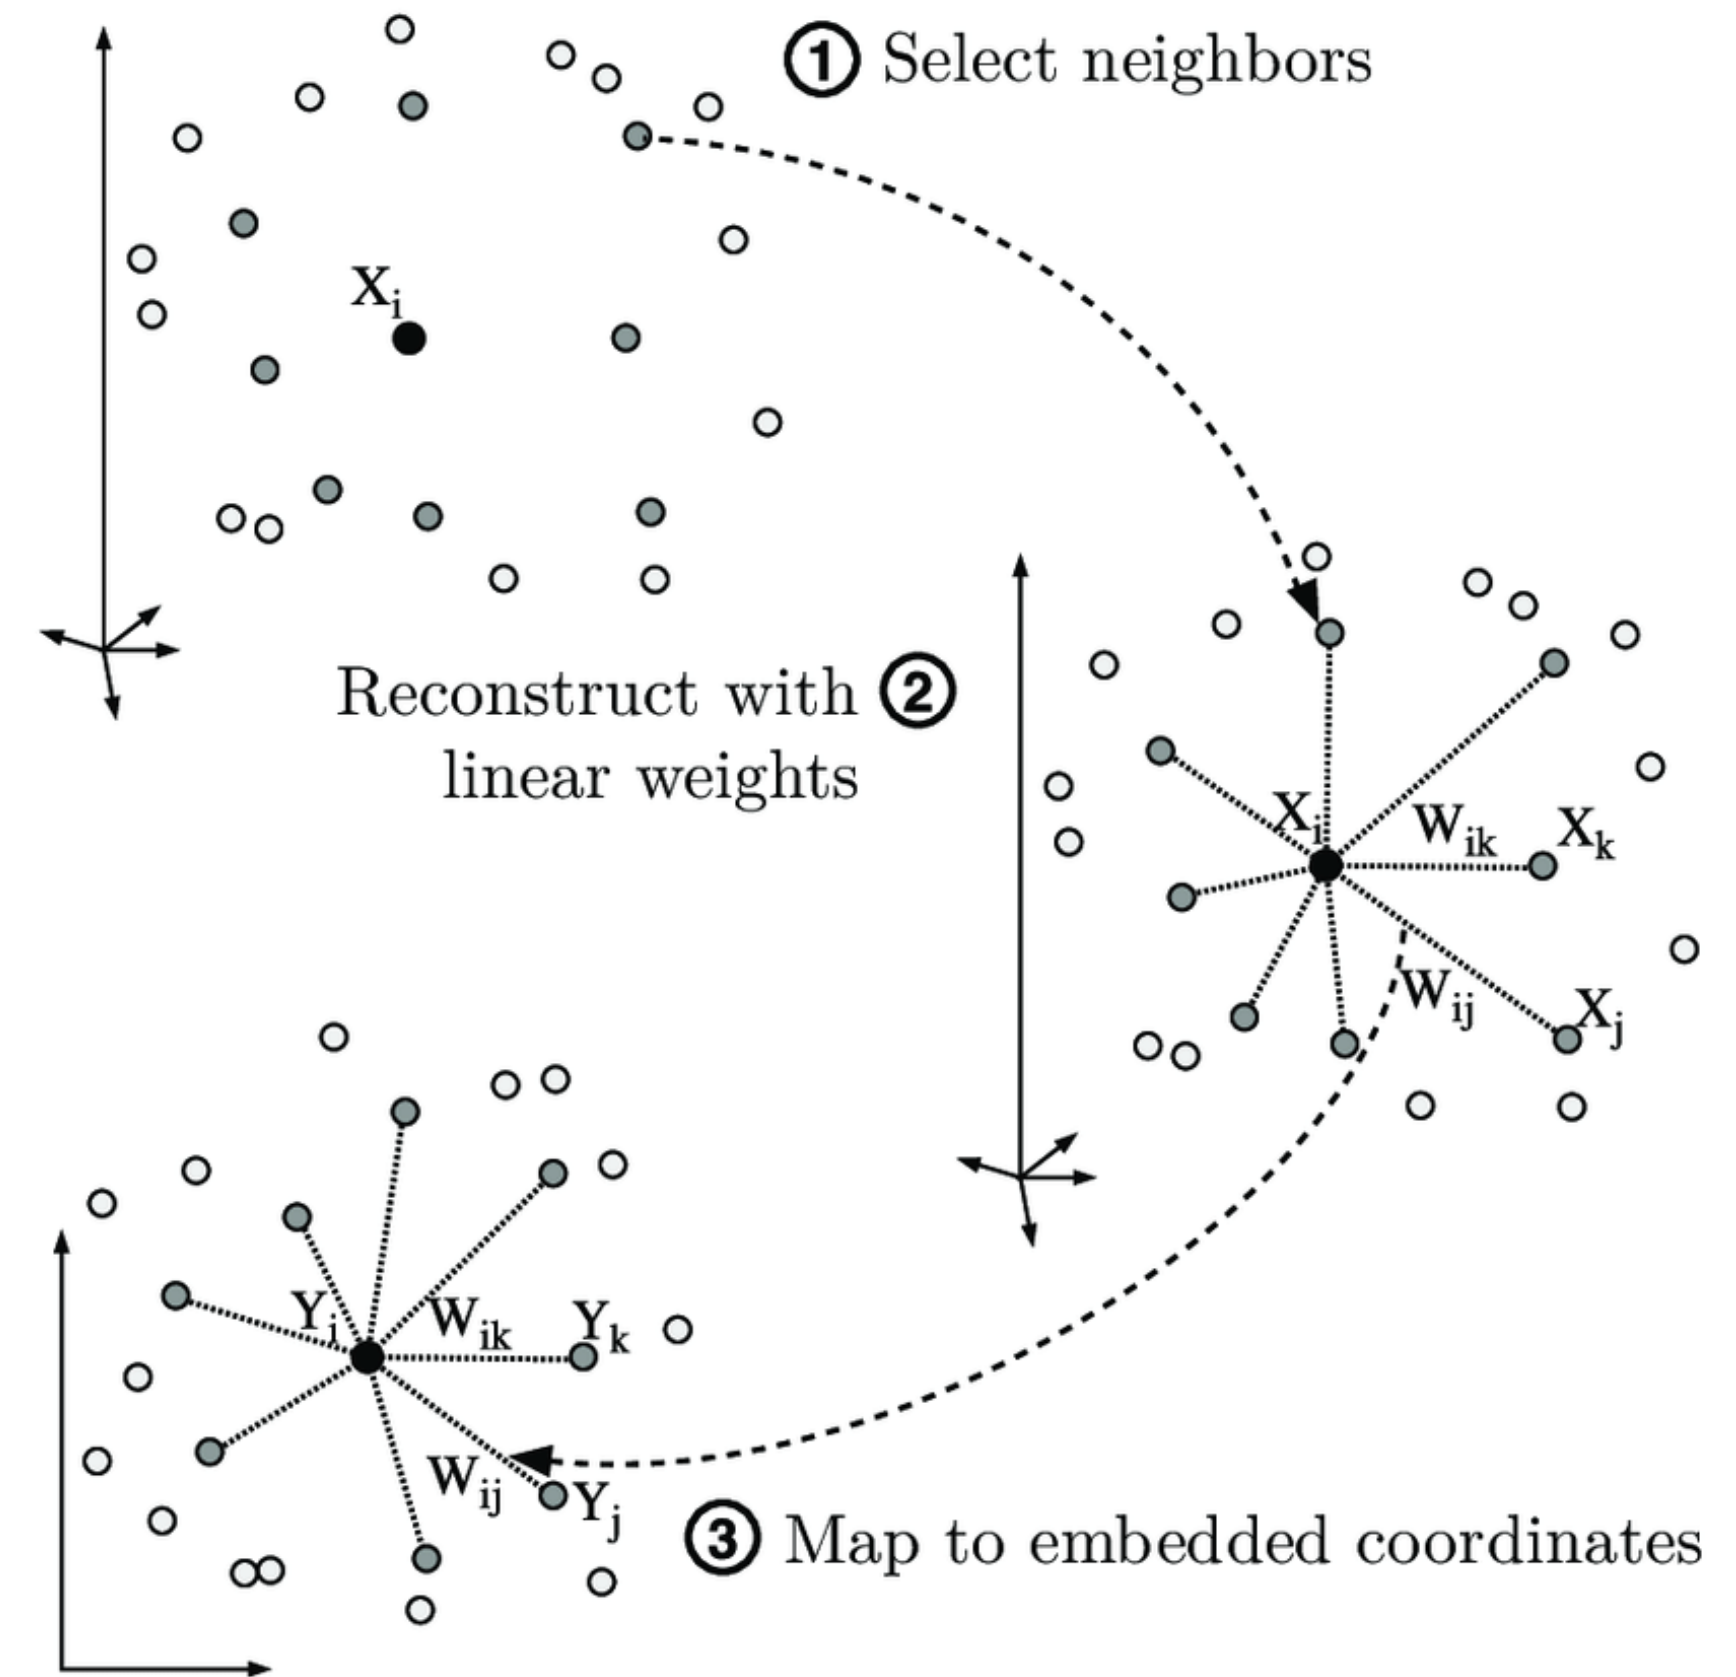 ① Select neighbors
Xᵢ
Reconstruct with ②
linear weights
Xᵢ
Wᵢₖ
Xₖ
Wᵢⱼ
Xⱼ
Yᵢ
Wᵢₖ
Yₖ
Wᵢⱼ
Yⱼ
③ Map to embedded coordinates